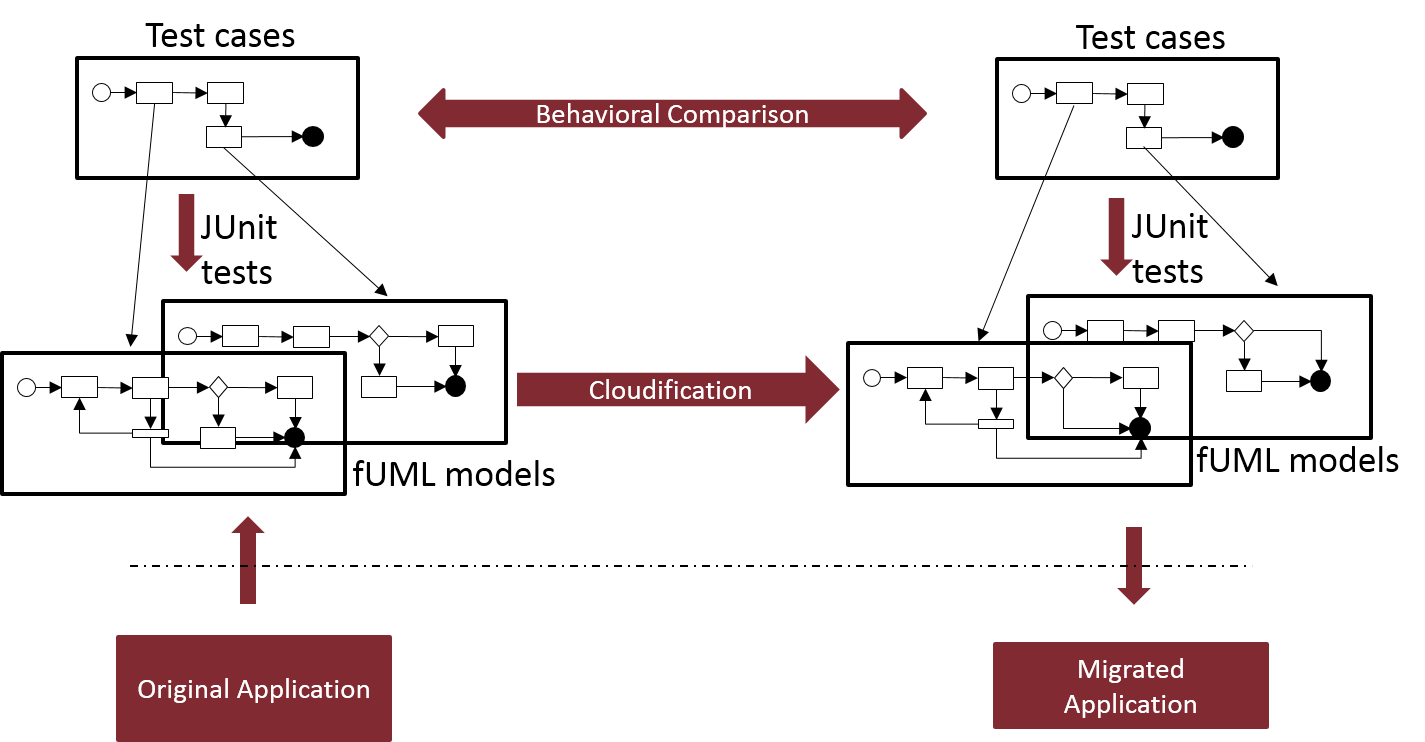 Test cases
Test cases
Behavioral Comparison
JUnit
tests
JUnit
tests
Cloudification
fUML models
fUML models
Original Application
Migrated
Application